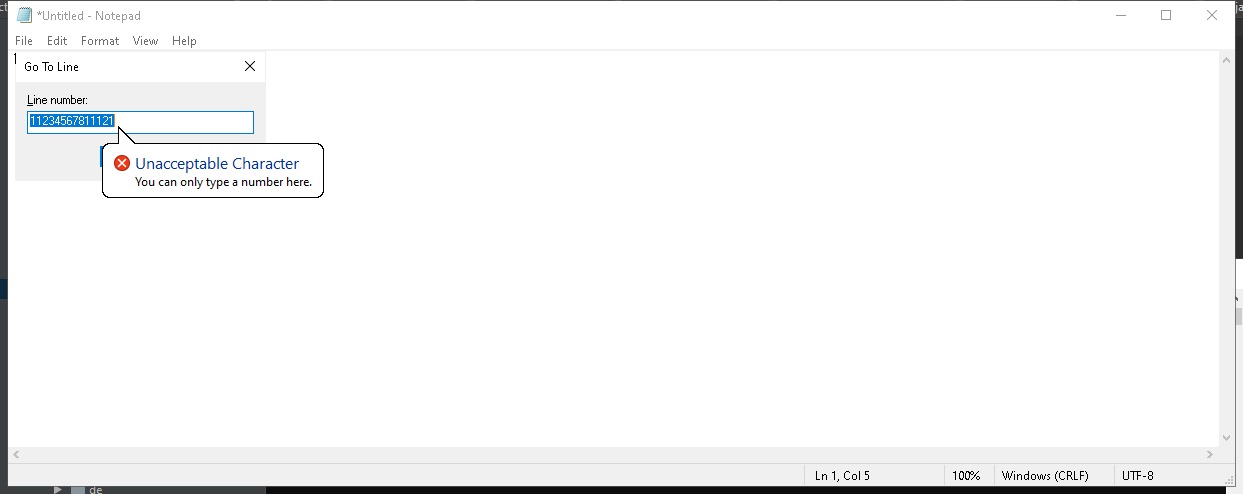 *Untitled - Notepad
File Edit Format View Help
Go To Line
Line number:
11234567811121
Unacceptable Character
You can only type a number here.
Ln 1, Col 5 100% Windows (CRLF) UTF-8
de